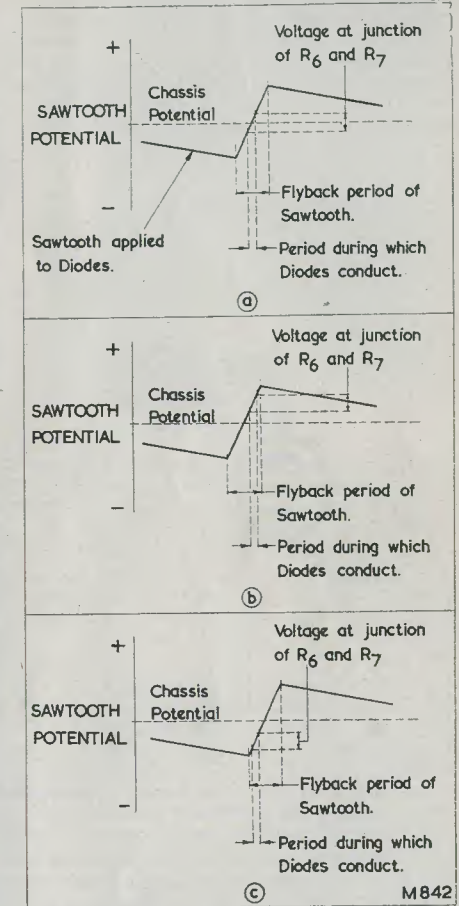 Voltage at junction
of R6 and R7
+
Chassis
Potential
SAWTOOTH
POTENTIAL
−
Flyback period of
Sawtooth.
Sawtooth applied
to Diodes.
Period during which
Diodes conduct.
a
Voltage at junction
of R6 and R7
+
Chassis
Potential
SAWTOOTH
POTENTIAL
−
Flyback period of
Sawtooth.
Period during which
Diodes conduct.
b
Voltage at junction
of R6 and R7
+
Chassis
Potential
SAWTOOTH
POTENTIAL
−
Flyback period of
Sawtooth.
Period during which
Diodes conduct.
c
M842